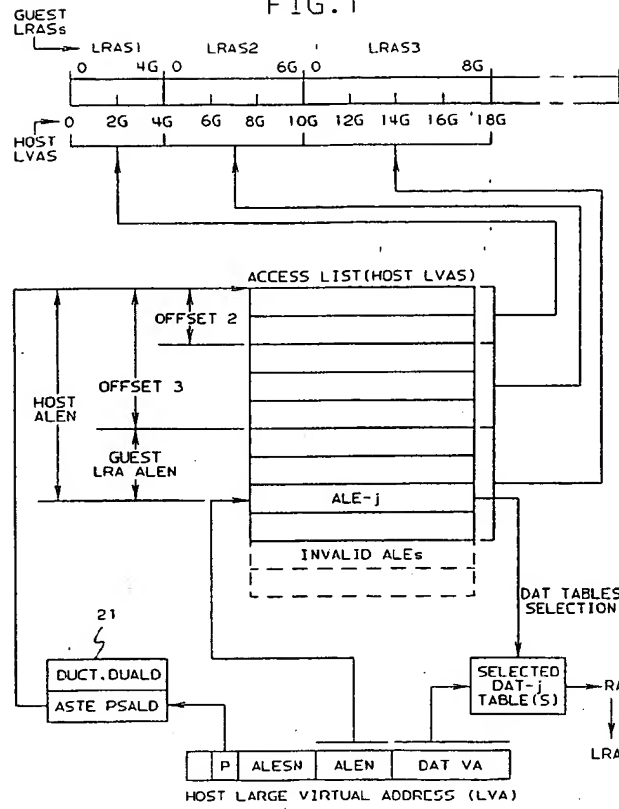 FIG.1
GUEST
LRASs
LRAS1 LRAS2 LRAS3
0 4G 0 6G 0 8G
0 2G 4G 6G 8G 10G 12G 14G 16G 18G
HOST
LVAS
ACCESS LIST(HOST LVAS)
OFFSET 2
OFFSET 3
HOST
ALEN
GUEST
LRA ALEN
ALE-j
INVALID ALEs
DAT TABLES
SELECTION
21
DUCT.DUALD
ASTE PSALD
SELECTED
DAT-j
TABLE(S)
RA
LRA
P ALESN ALEN DAT VA
HOST LARGE VIRTUAL ADDRESS (LVA)